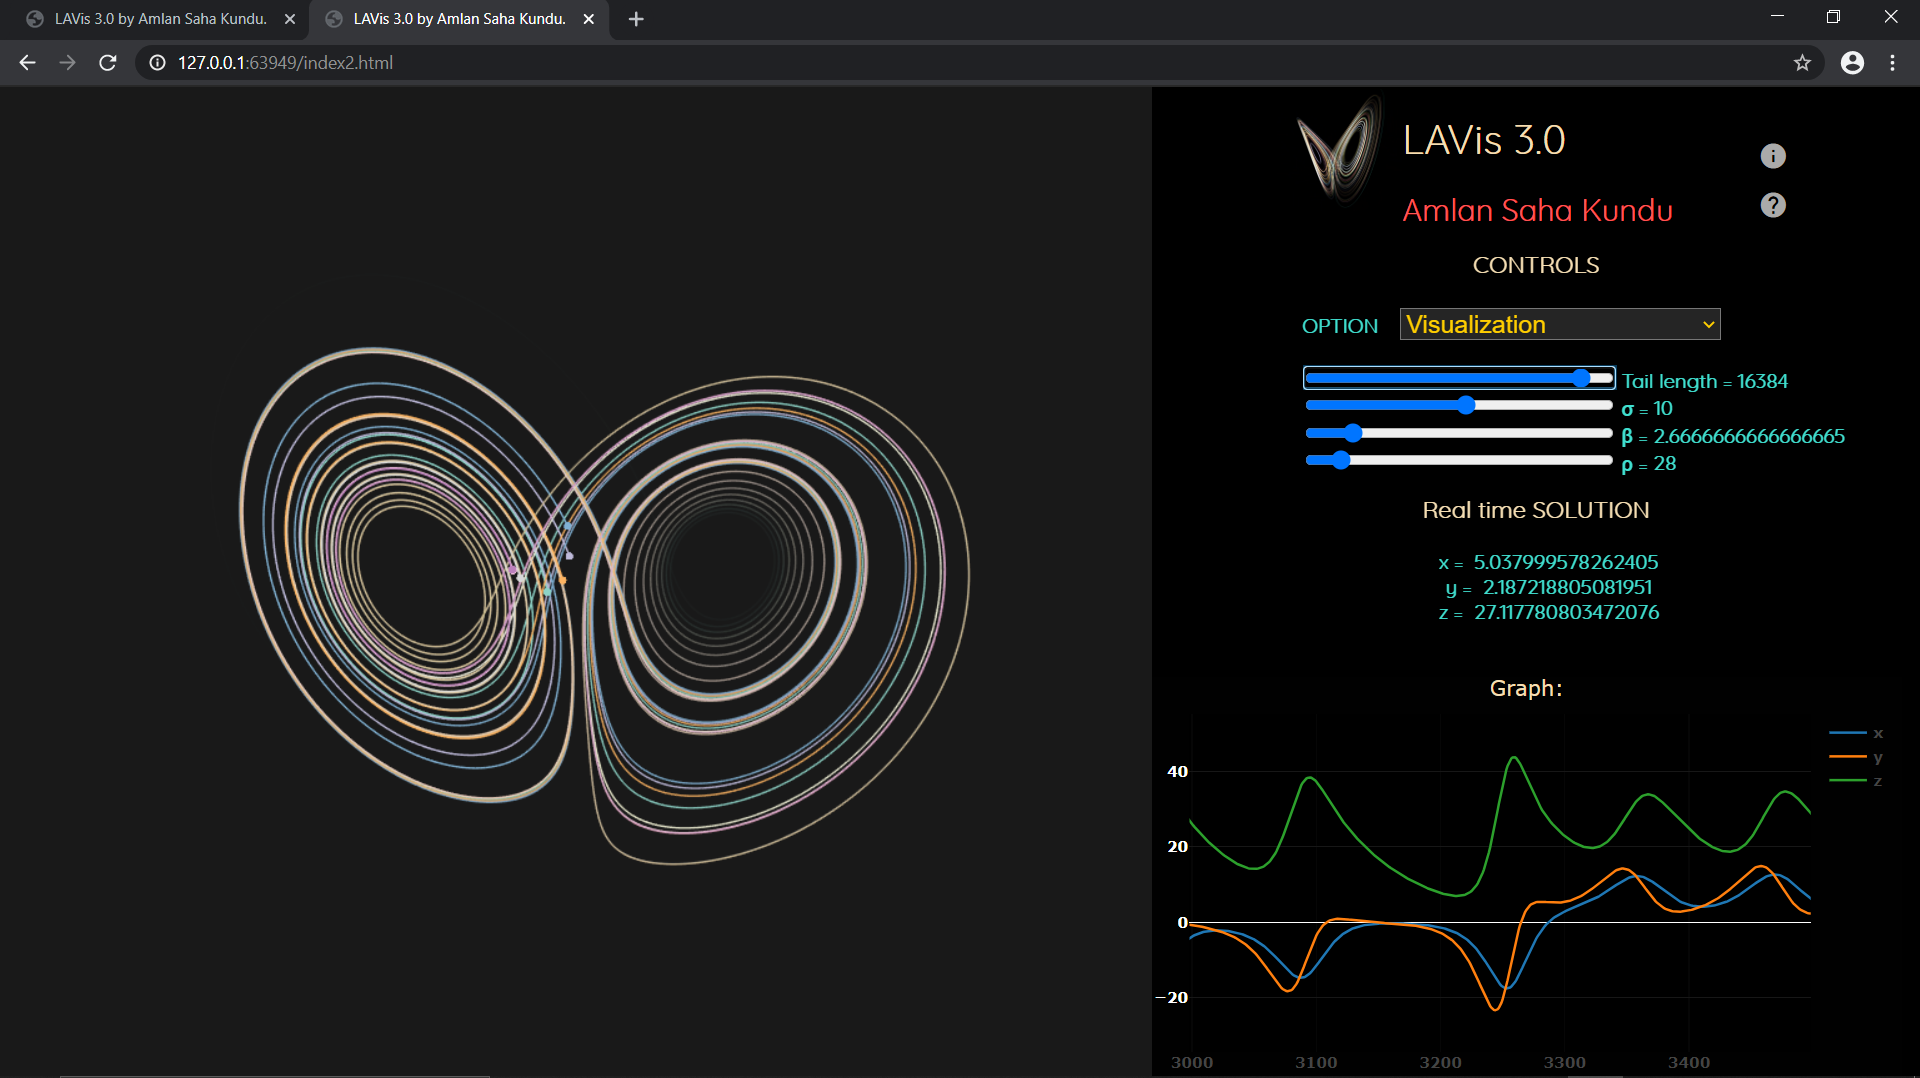 LAVis 3.0 by Amlan Saha Kundu.
LAVis 3.0 by Amlan Saha Kundu.
127.0.0.1:63949/index2.html
LAVis 3.0
Amlan Saha Kundu
CONTROLS
OPTION Visualization
Tail length = 16384
σ = 10
β = 2.6666666666666665
ρ = 28
Real time SOLUTION
x = 5.037999578262405
y = 2.187218805081951
z = 27.117780803472076
Graph:
x
y
z
40
20
0
−20
3000 3100 3200 3300 3400